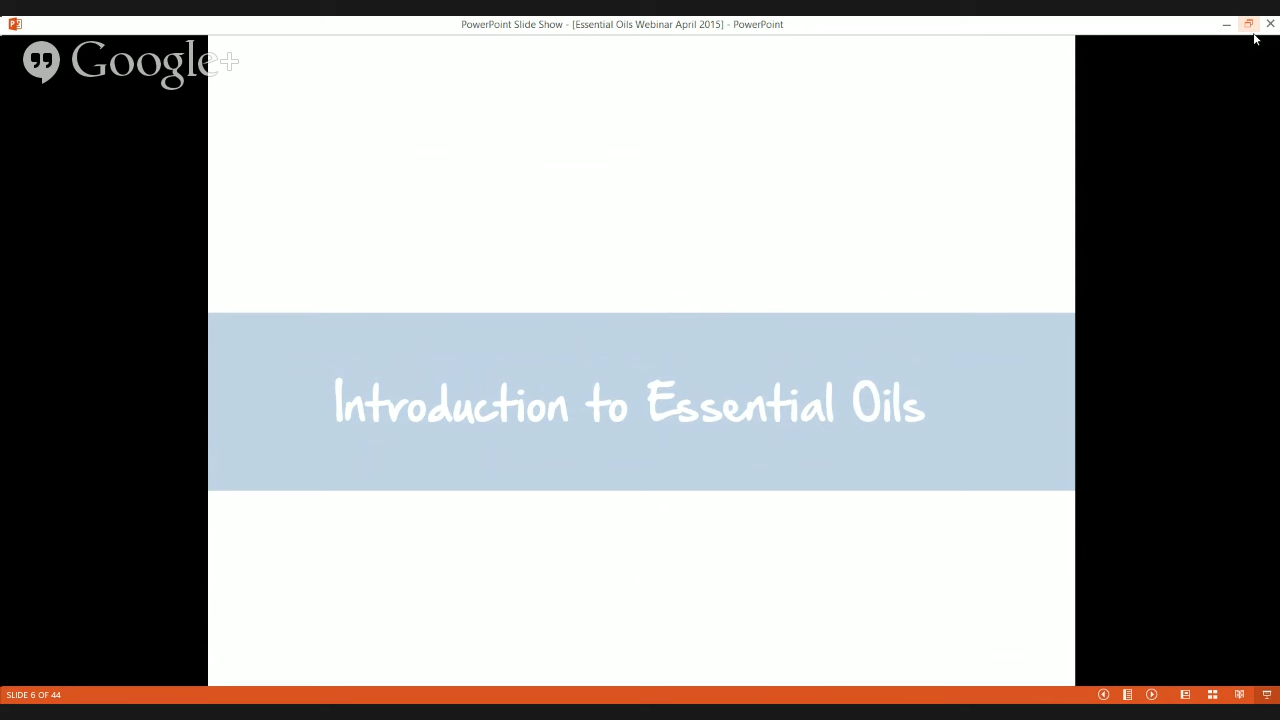 PowerPoint Slide Show - [Essential Oils Webinar April 2015] - PowerPoint
Google+
Introduction to Essential Oils
SLIDE 6 OF 44